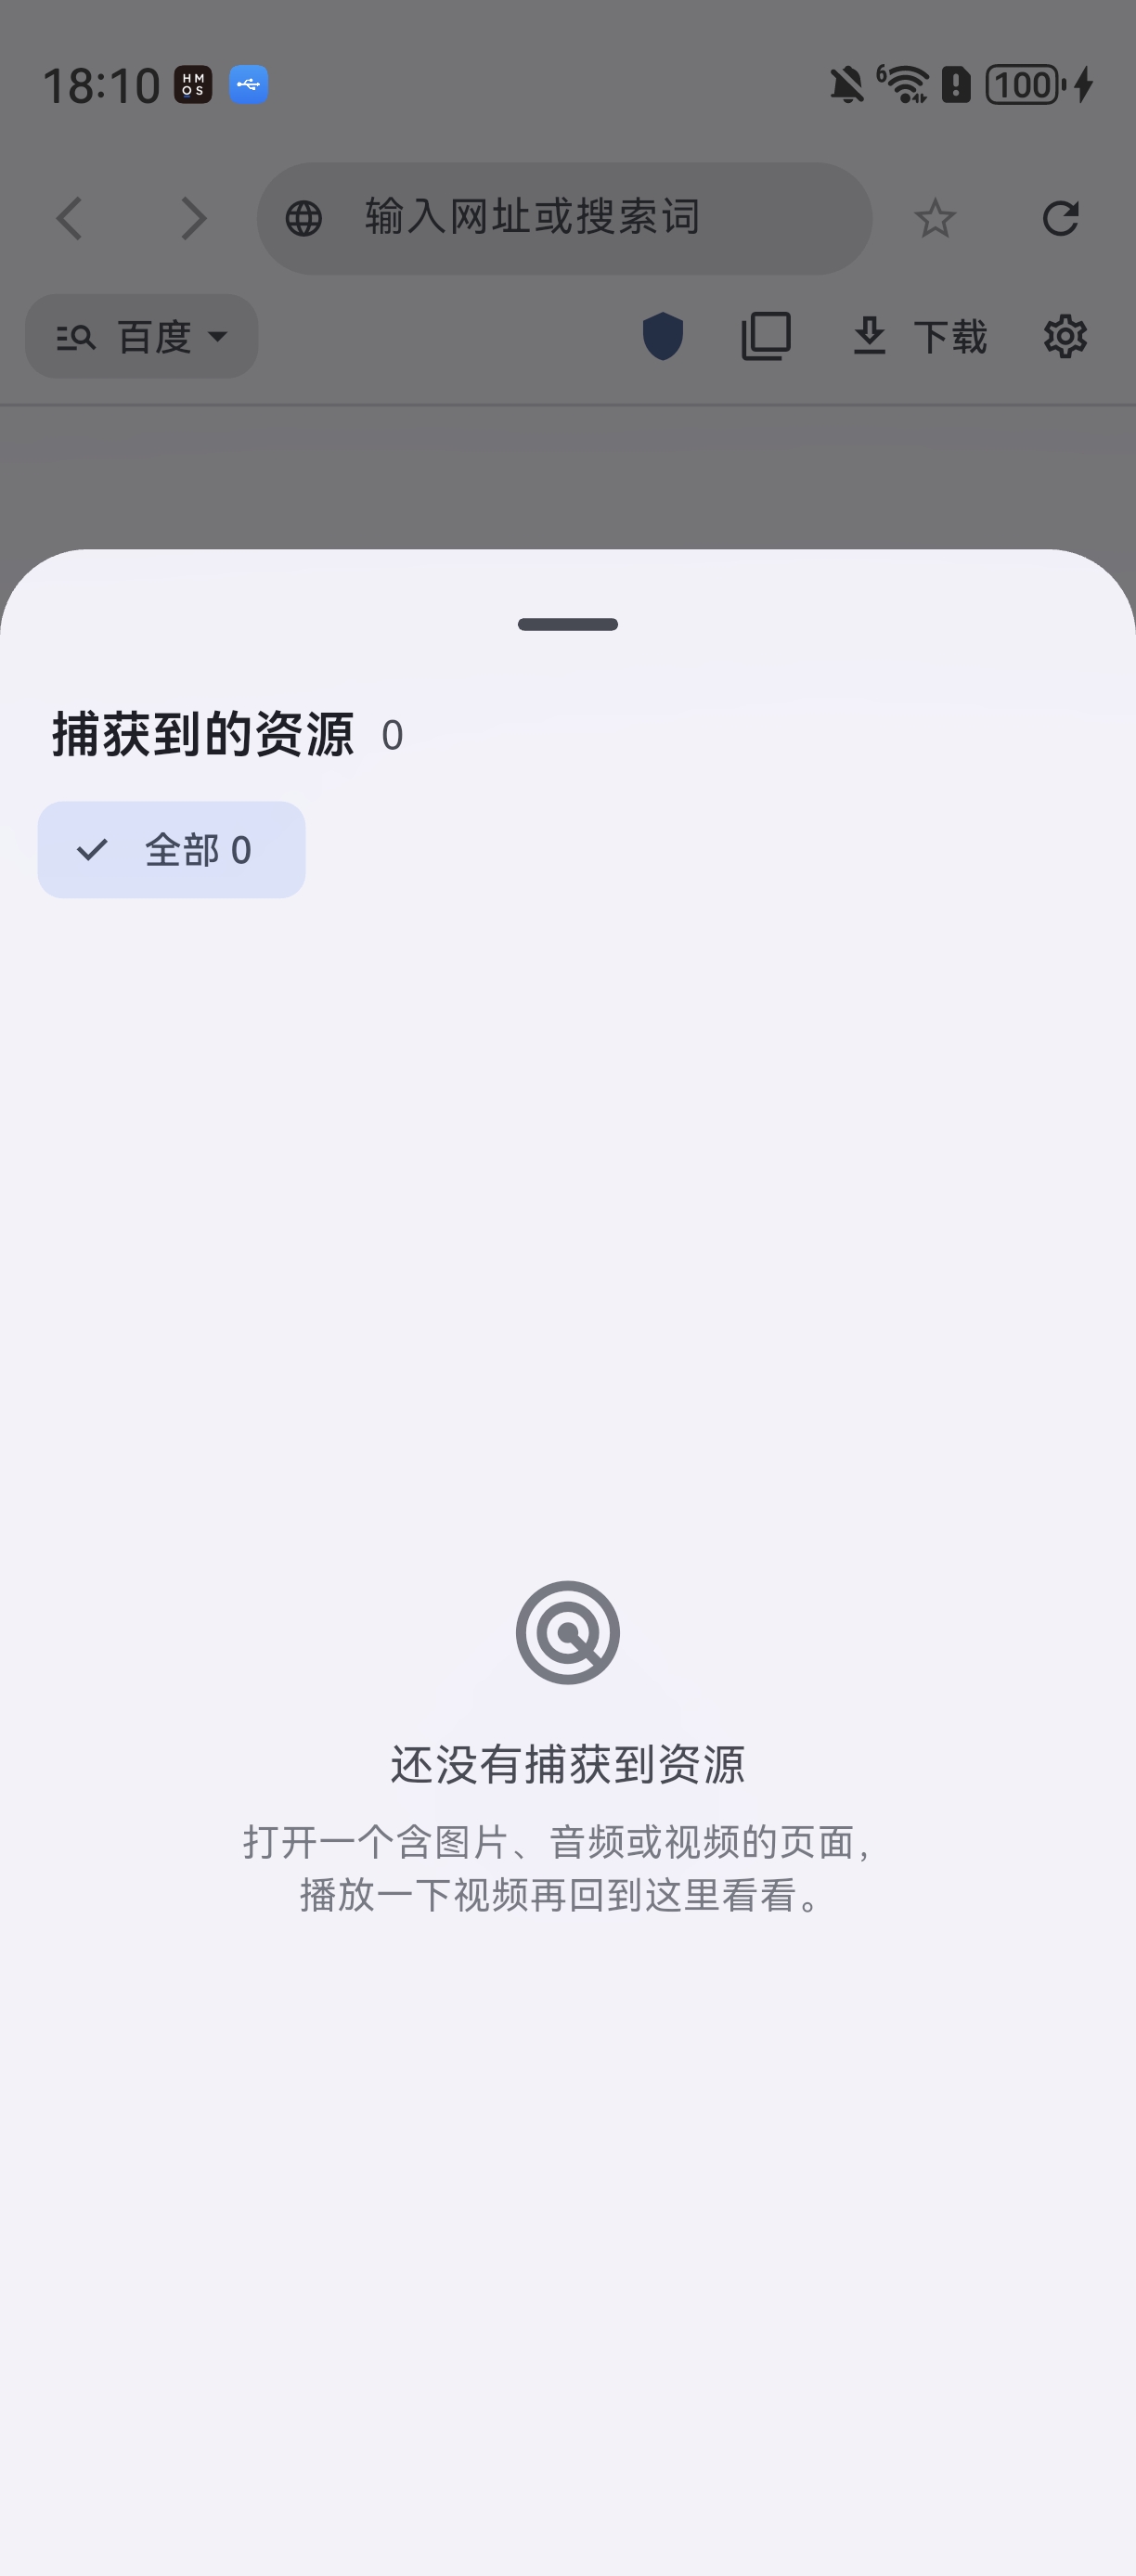 18:10 HM OS 6 100
输入网址或搜索词
百度 下载
捕获到的资源 0
全部 0
还没有捕获到资源
打开一个含图片、音频或视频的页面，
播放一下视频再回到这里看看。